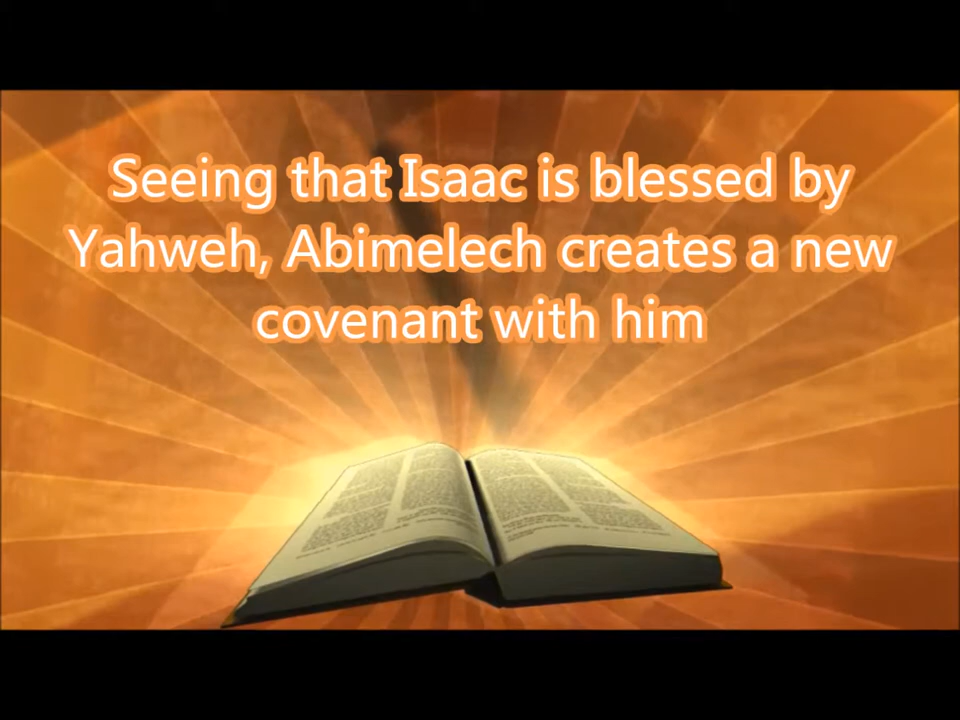 Seeing that Isaac is blessed by
Yahweh, Abimelech creates a new
covenant with him